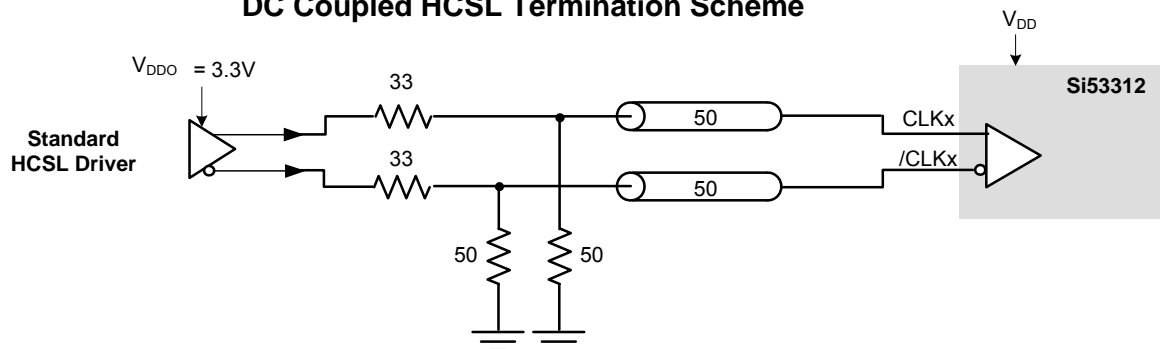 DC Coupled HCSL Termination Scheme
VDD
VDDO = 3.3V
Si53312
33
Standard
HCSL Driver
50
CLKx
33
/CLKx
50
50
50